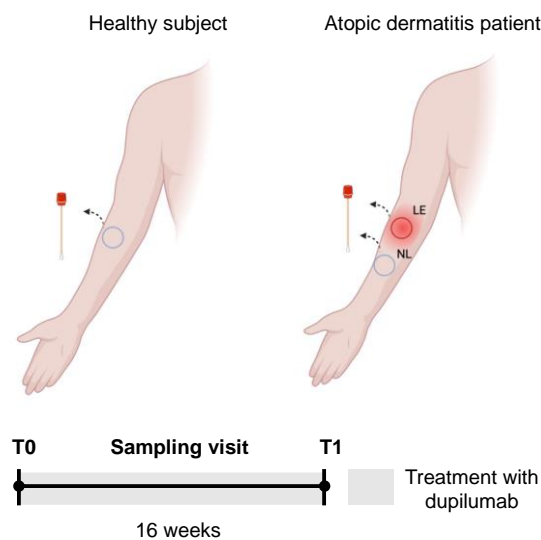 Healthy subject
Atopic dermatitis patient
LE
NL
T0
Sampling visit
T1
Treatment with
dupilumab
16 weeks